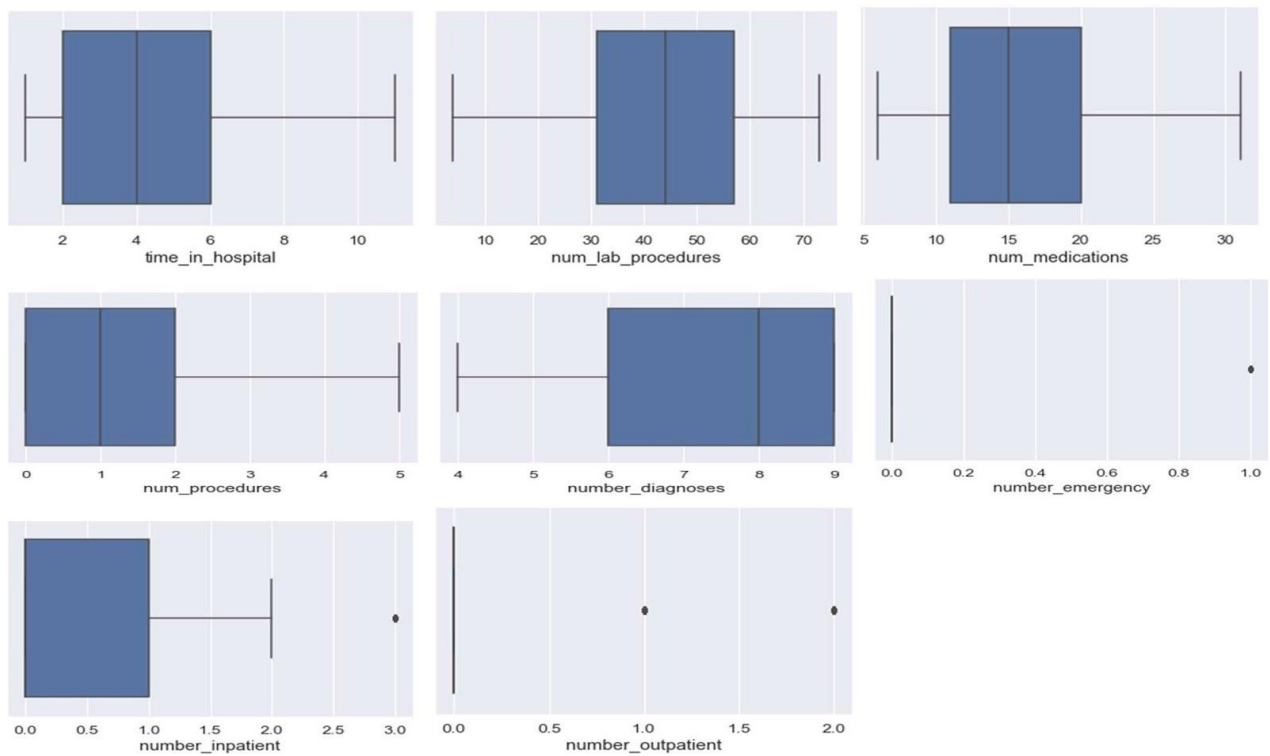 2 4 6 8 10
time_in_hospital
10 20 30 40 50 60 70
num_lab_procedures
5 10 15 20 25 30
num_medications
0 1 2 3 4 5
num_procedures
4 5 6 7 8 9
number_diagnoses
0.0 0.2 0.4 0.6 0.8 1.0
number_emergency
0.0 0.5 1.0 1.5 2.0 2.5 3.0
number_inpatient
0.0 0.5 1.0 1.5 2.0
number_outpatient